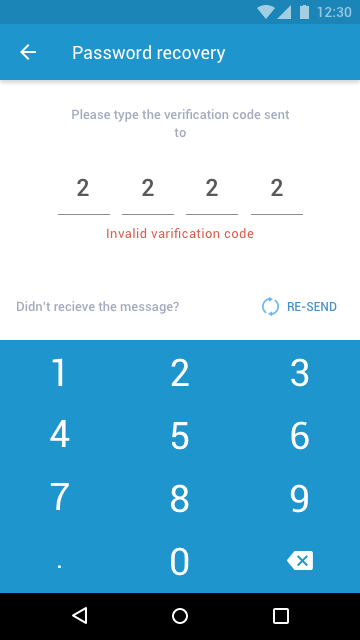 12:30
Password recovery
Please type the verification code sent
to
2 2 2 2
Invalid varification code
Didn't recieve the message? RE-SEND
1 2 3
4 5 6
7 8 9
. 0